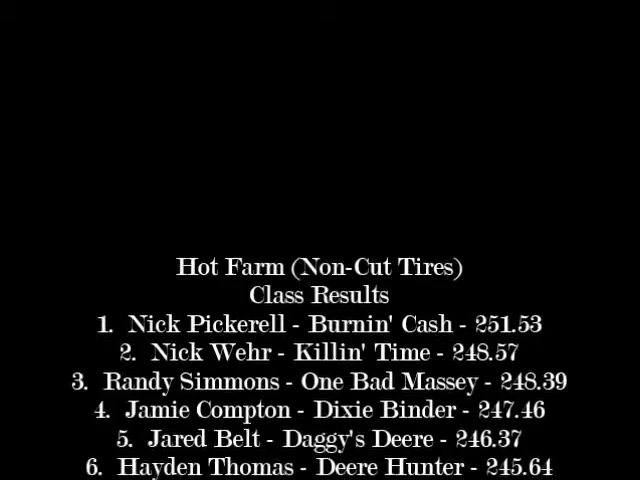 Hot Farm (Non-Cut Tires)
Class Results
1. Nick Pickerell - Burnin' Cash - 251.53
2. Nick Wehr - Killin' Time - 248.57
3. Randy Simmons - One Bad Massey - 248.39
4. Jamie Compton - Dixie Binder - 247.46
5. Jared Belt - Daggy's Deere - 246.37
6. Hayden Thomas - Deere Hunter - 245.64